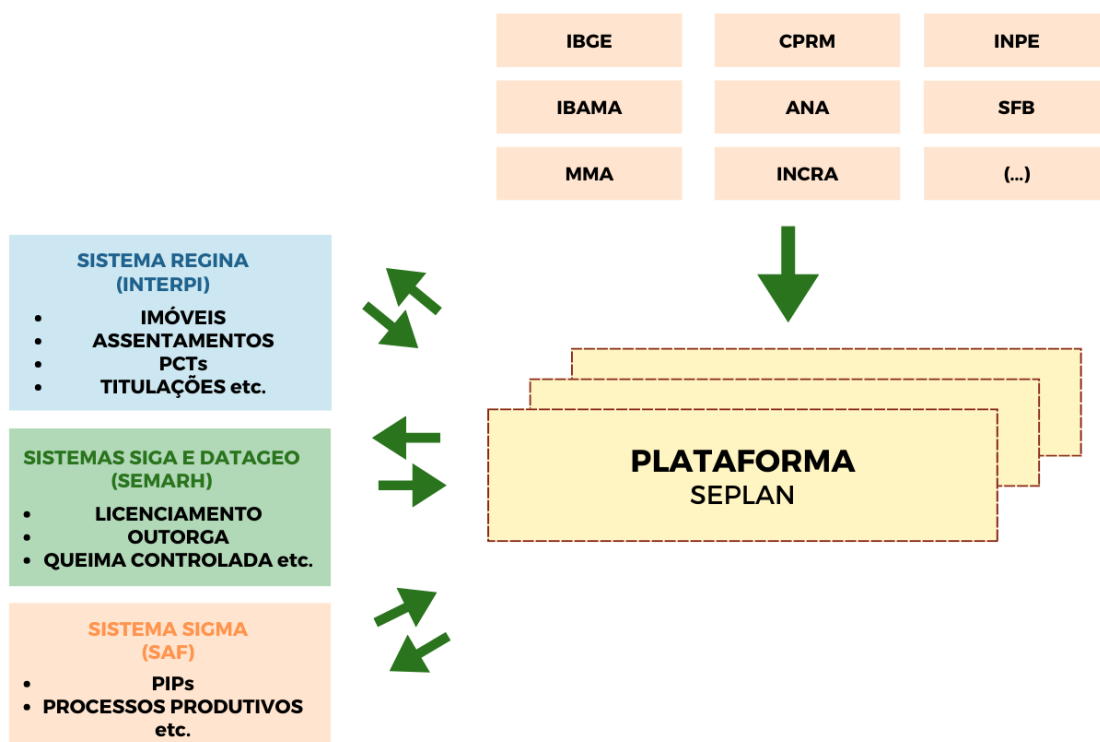 IBGE
CPRM
INPE
IBAMA
ANA
SFB
MMA
INCRA
(...)
SISTEMA REGINA
(INTERPI)
• IMÓVEIS
• ASSENTAMENTOS
• PCTs
• TITULAÇÕES etc.
SISTEMAS SIGA E DATAGEO
(SEMARH)
• LICENCIAMENTO
• OUTORGA
• QUEIMA CONTROLADA etc.
SISTEMA SIGMA
(SAF)
• PIPs
• PROCESSOS PRODUTIVOS
etc.
PLATAFORMA
SEPLAN